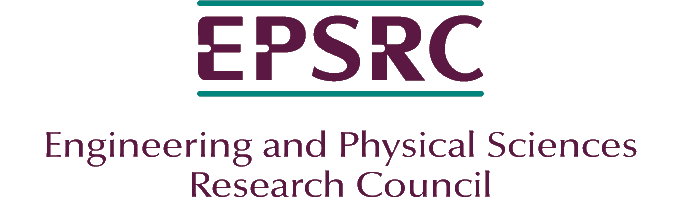 EPSRC
Engineering and Physical Sciences
Research Council